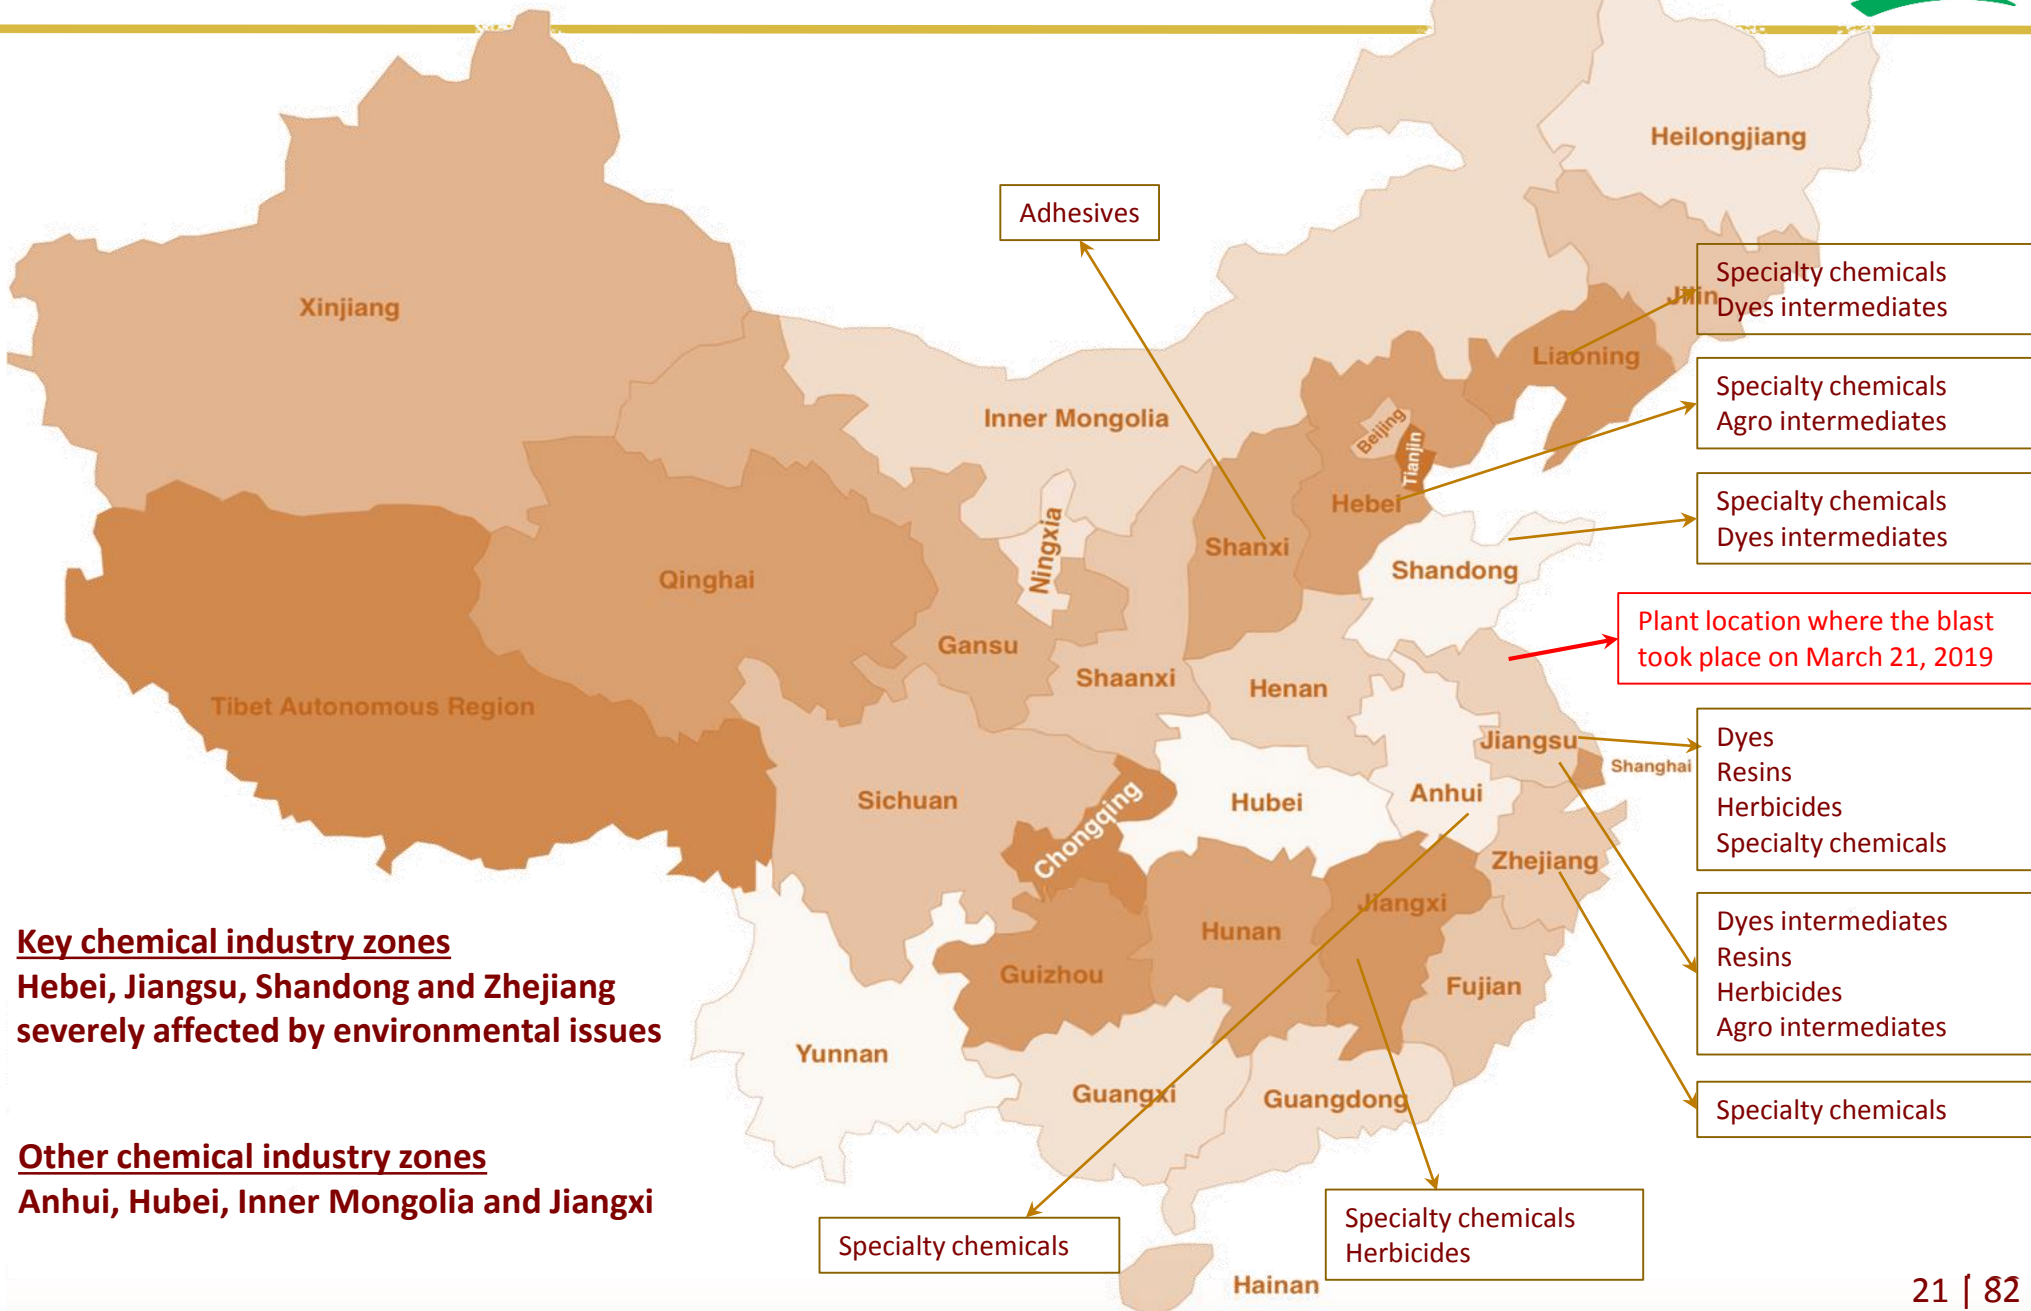 Heilongjiang
Adhesives
Specialty chemicals
Dyes intermediates
Jilin
Xinjiang
Liaoning
Specialty chemicals
Agro intermediates
Inner Mongolia
Beijing
Tianjin
Hebei
Specialty chemicals
Dyes intermediates
Ningxia
Shanxi
Shandong
Qinghai
Plant location where the blast
took place on March 21, 2019
Gansu
Shaanxi
Henan
Tibet Autonomous Region
Jiangsu
Shanghai
Dyes
Resins
Herbicides
Specialty chemicals
Sichuan
Chongqing
Hubei
Anhui
Zhejiang
Jiangxi
Hunan
Dyes intermediates
Resins
Herbicides
Agro intermediates
Key chemical industry zones
Hebei, Jiangsu, Shandong and Zhejiang
severely affected by environmental issues
Guizhou
Fujian
Yunnan
Guangxi
Guangdong
Specialty chemicals
Other chemical industry zones
Anhui, Hubei, Inner Mongolia and Jiangxi
Specialty chemicals
Specialty chemicals
Herbicides
Hainan
21 | 82